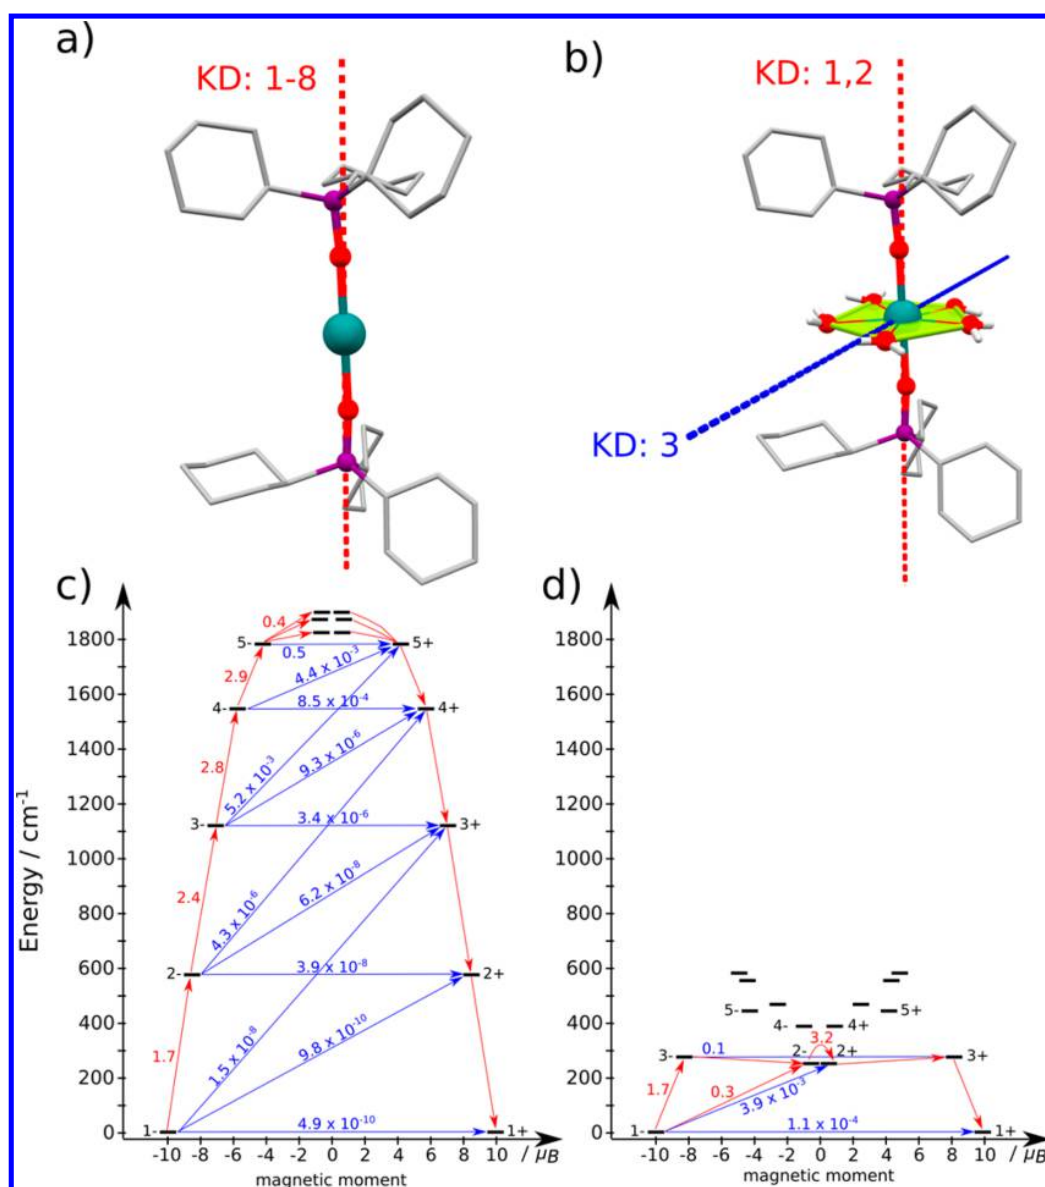 a)
KD: 1-8
b)
KD: 1,2
KD: 3
c)
Energy / cm⁻¹
1800
1600
1400
1200
1000
800
600
400
200
0
0.4
5-
5+
0.5
2.9
4.4 x 10⁻³
4-
8.5 x 10⁻⁴
4+
2.8
5.2 x 10⁻³
9.3 x 10⁻⁶
3-
3.4 x 10⁻⁶
3+
2.4
4.3 x 10⁻⁶
6.2 x 10⁻⁸
2-
3.9 x 10⁻⁸
2+
1.7
1.5 x 10⁻⁸
9.8 x 10⁻¹⁰
1-
4.9 x 10⁻¹⁰
1+
-10 -8 -6 -4 -2 0 2 4 6 8 10 / μB
magnetic moment
d)
1800
1600
1400
1200
1000
800
600
400
200
0
5-
5+
4-
4+
3.2
3-
0.1
2-
2+
3+
1.7
0.3
3.9 x 10⁻³
1-
1.1 x 10⁻⁴
1+
-10 -8 -6 -4 -2 0 2 4 6 8 10 / μB
magnetic moment